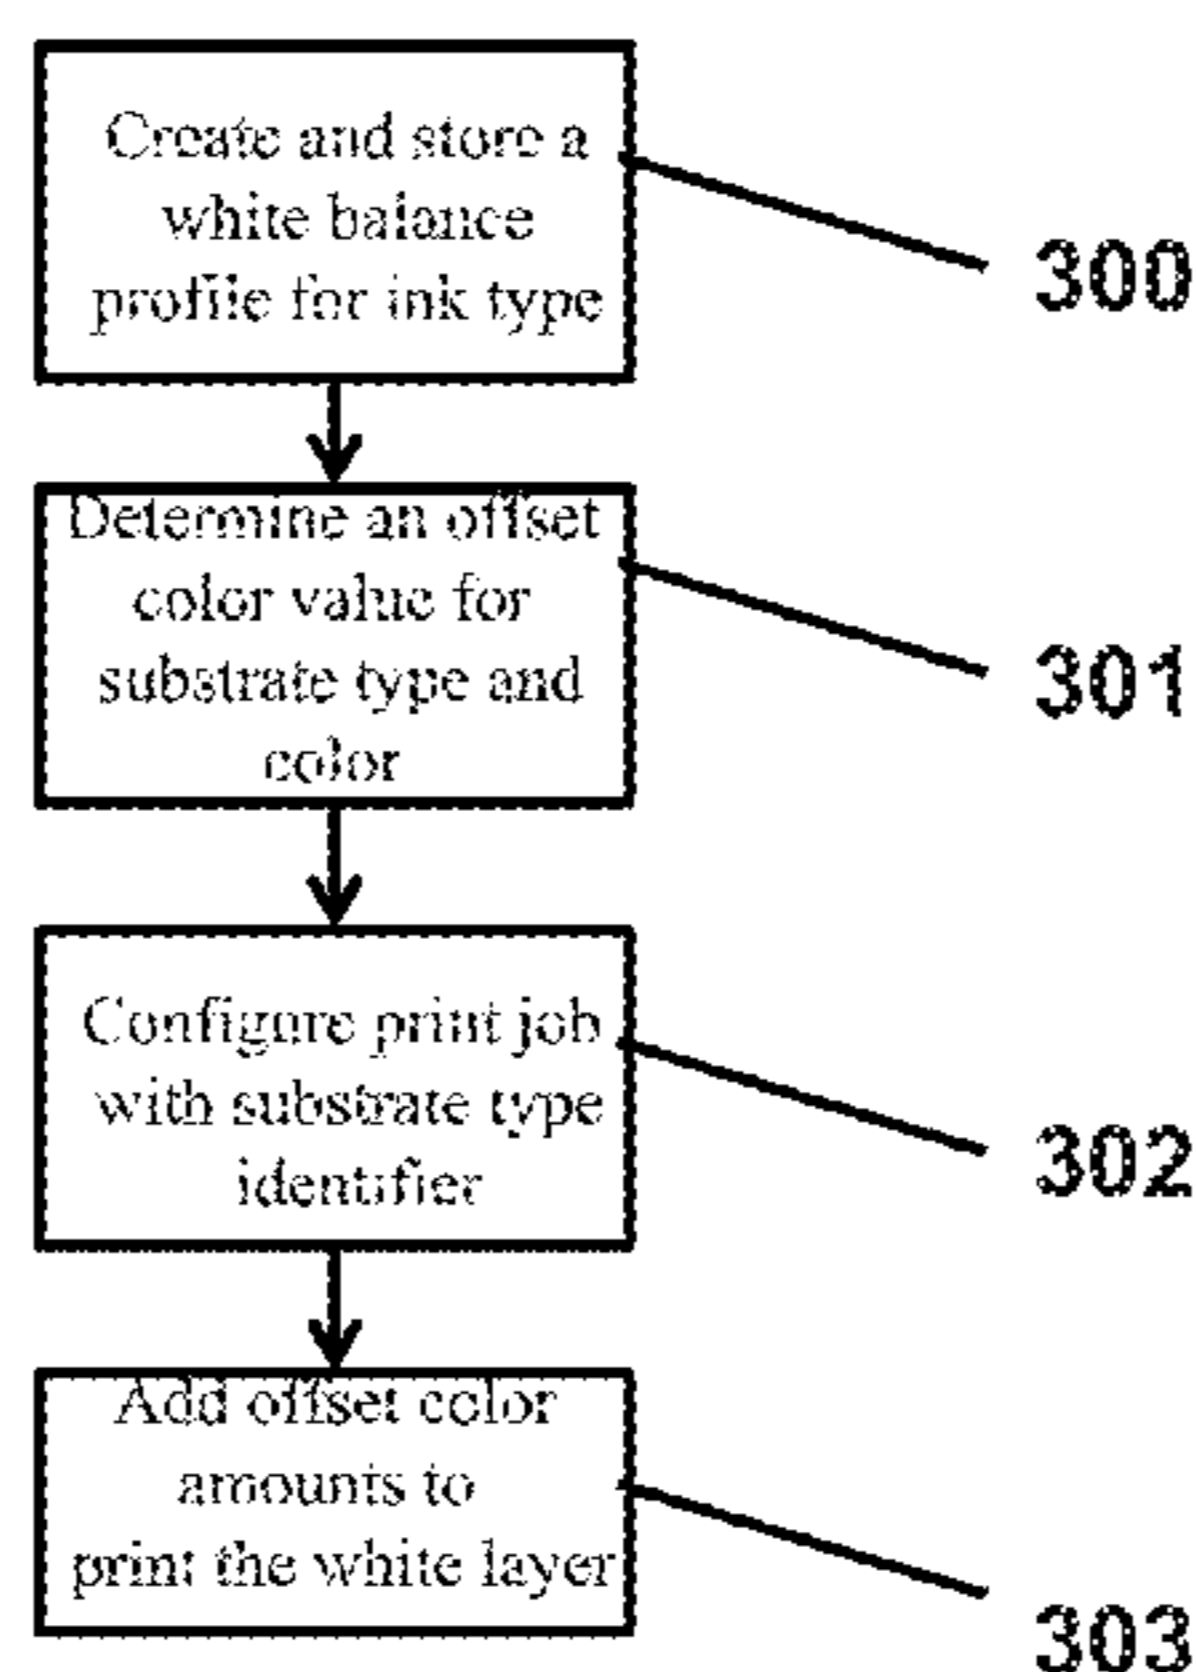 Create and store a
white balance
profile for ink type
300
Determine an offset
color value for
substrate type and
color
301
Configure print job
with substrate type
identifier
302
Add offset color
amounts to
print the white layer
303